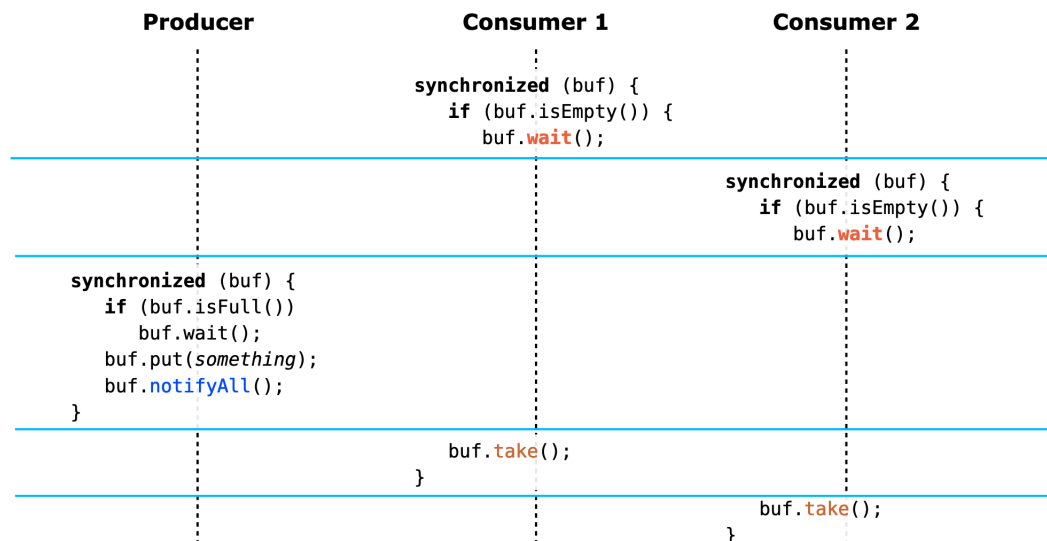 Producer Consumer 1 Consumer 2
synchronized (buf) {
if (buf.isEmpty()) {
buf.wait();
synchronized (buf) {
if (buf.isEmpty()) {
buf.wait();
synchronized (buf) {
if (buf.isFull())
buf.wait();
buf.put(something);
buf.notifyAll();
}
buf.take();
}
buf.take();
}